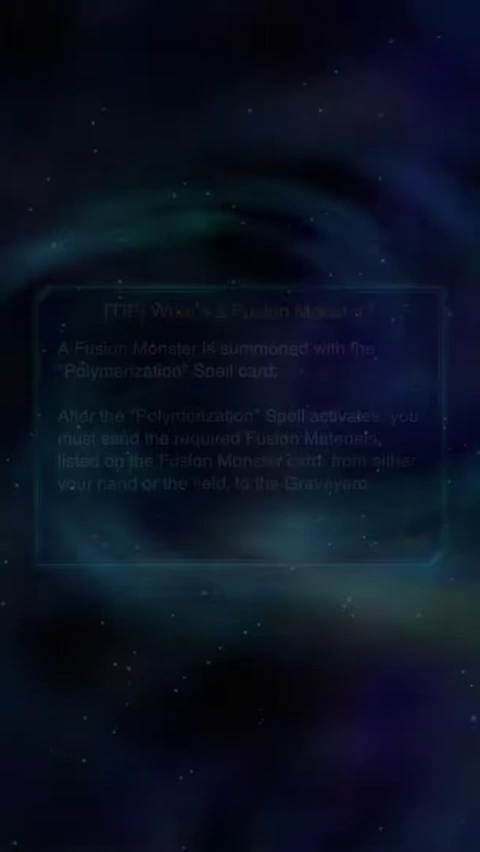 [TIP] What's a Fusion Monster?
A Fusion Monster is summoned with the
"Polymerization" Spell card.
After the "Polymerization" Spell activates, you
must send the required Fusion Materials,
listed on the Fusion Monster card, from either
your hand or the field, to the Graveyard.